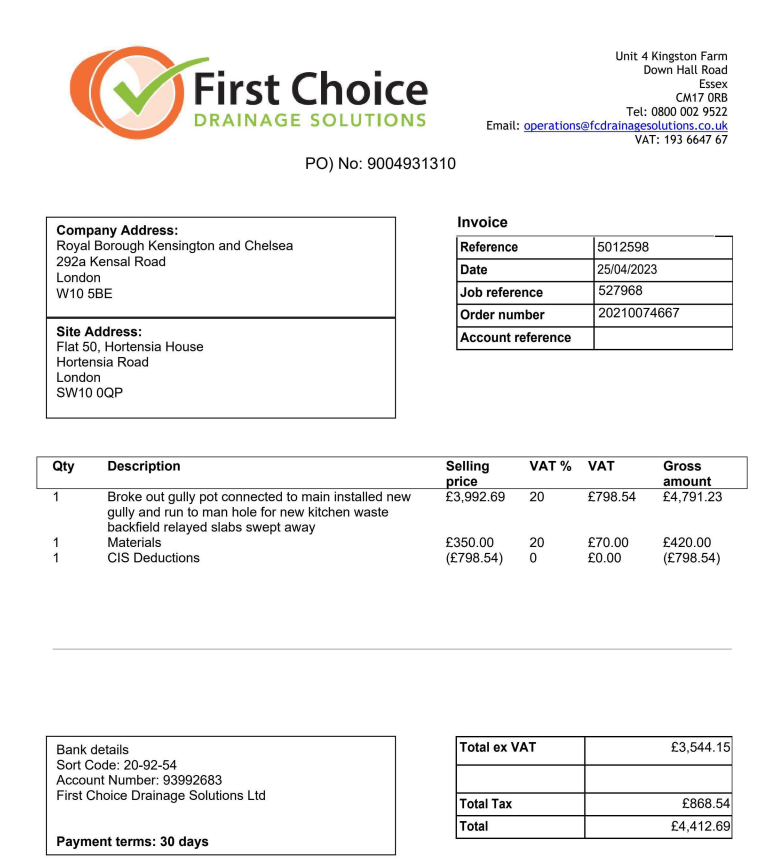 First Choice
DRAINAGE SOLUTIONS
Unit 4 Kingston Farm
Down Hall Road
Essex
CM17 0RB
Tel: 0800 002 9522
Email: operations@fcdrainagesolutions.co.uk
VAT: 193 6647 67
PO) No: 9004931310
Company Address:
Royal Borough Kensington and Chelsea
292a Kensal Road
London
W10 5BE
Site Address:
Flat 50, Hortensia House
Hortensia Road
London
SW10 0QP
Invoice
Reference 5012598
Date 25/04/2023
Job reference 527968
Order number 20210074667
Account reference
Qty Description Selling price VAT % VAT Gross amount
1 Broke out gully pot connected to main installed new £3,992.69 20 £798.54 £4,791.23
gully and run to man hole for new kitchen waste
backfield relayed slabs swept away
1 Materials £350.00 20 £70.00 £420.00
1 CIS Deductions (£798.54) 0 £0.00 (£798.54)
Bank details
Sort Code: 20-92-54
Account Number: 93992683
First Choice Drainage Solutions Ltd
Payment terms: 30 days
Total ex VAT £3,544.15
Total Tax £868.54
Total £4,412.69